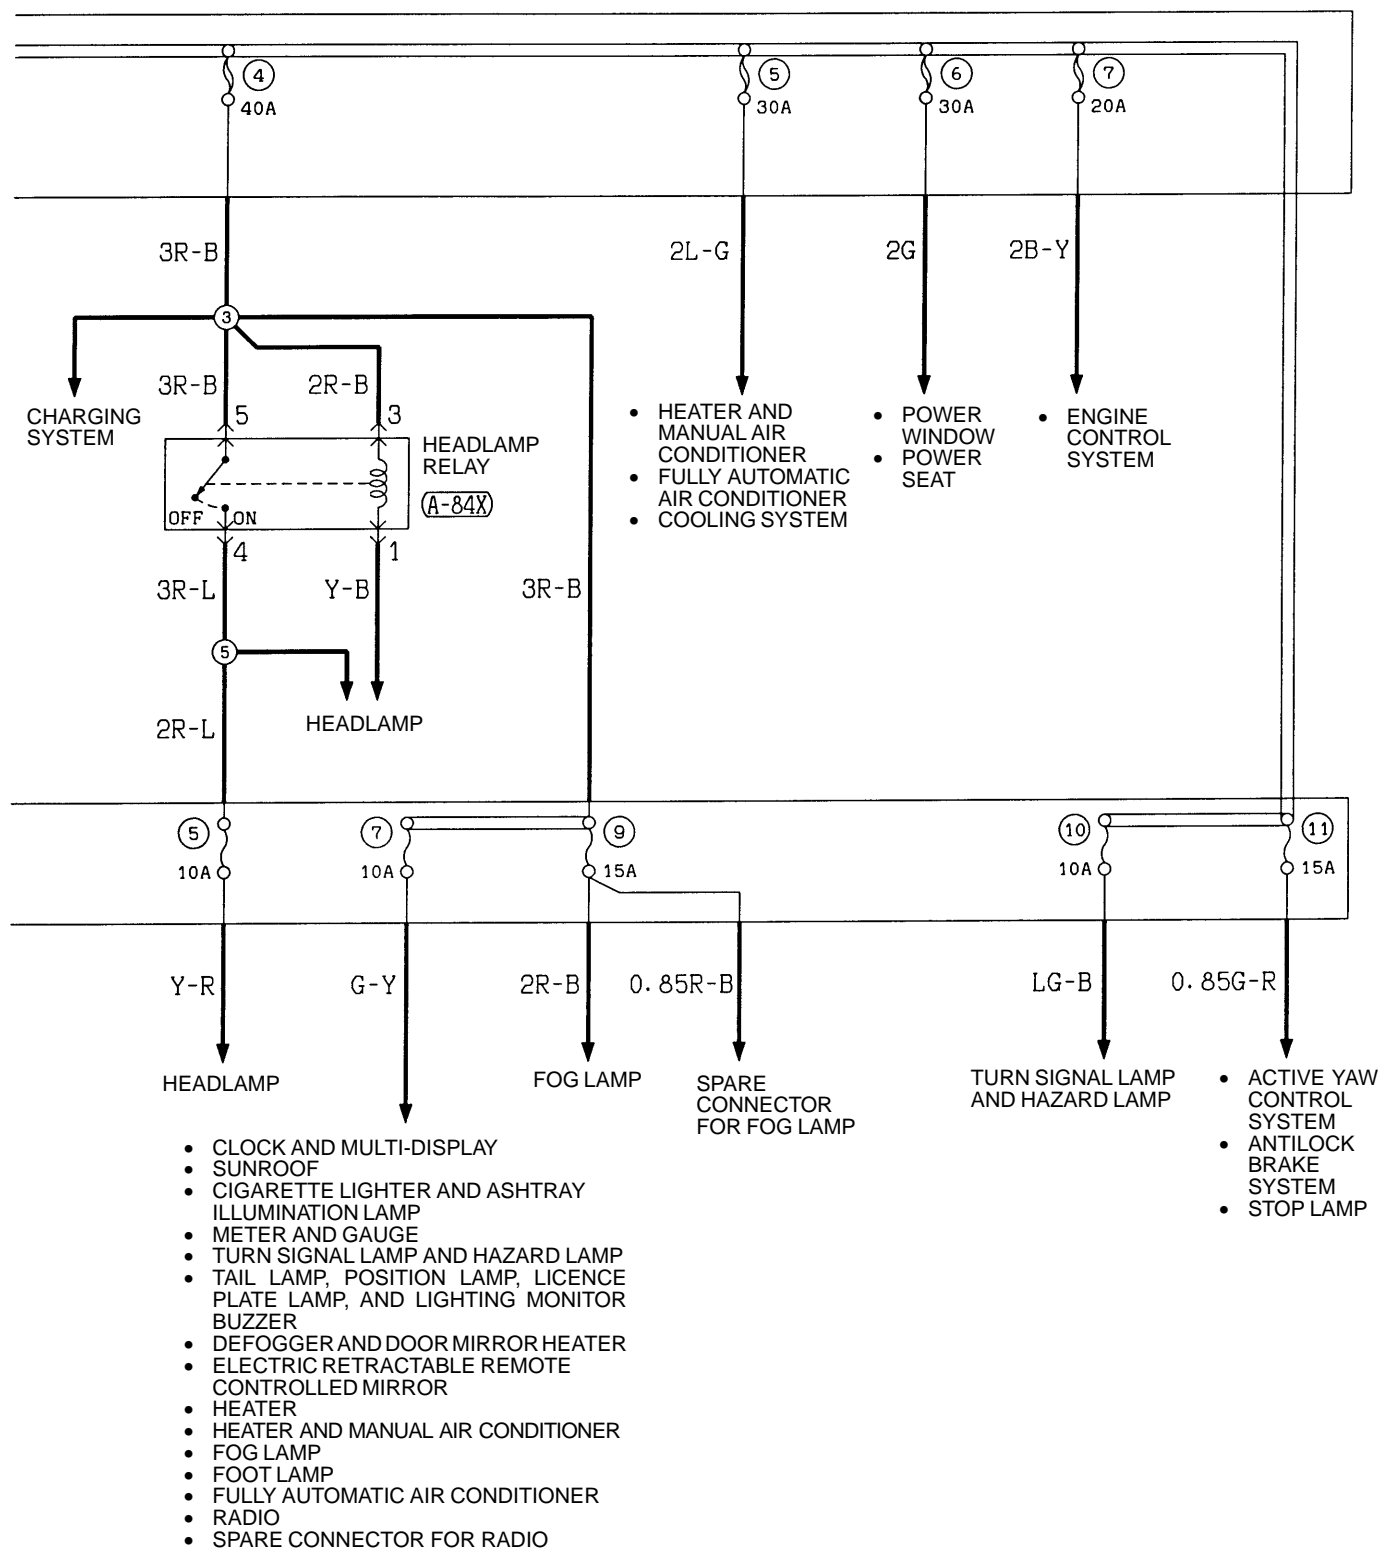 4
5
6
7
40A
30A
30A
20A
3R-B
2L-G
2G
2B-Y
3
3R-B
2R-B
5
3
CHARGING
SYSTEM
HEADLAMP
RELAY
A-84X
OFF
ON
4
1
• HEATER AND
MANUAL AIR
CONDITIONER
• FULLY AUTOMATIC
AIR CONDITIONER
• COOLING SYSTEM
• POWER
WINDOW
• POWER
SEAT
• ENGINE
CONTROL
SYSTEM
3R-L
Y-B
3R-B
5
HEADLAMP
2R-L
5
7
9
10
11
10A
10A
15A
10A
15A
Y-R
G-Y
2R-B
0.85R-B
LG-B
0.85G-R
HEADLAMP
FOG LAMP
SPARE
CONNECTOR
FOR FOG LAMP
TURN SIGNAL LAMP
AND HAZARD LAMP
• ACTIVE YAW
CONTROL
SYSTEM
• ANTILOCK
BRAKE
SYSTEM
• STOP LAMP
• CLOCK AND MULTI-DISPLAY
• SUNROOF
• CIGARETTE LIGHTER AND ASHTRAY
ILLUMINATION LAMP
• METER AND GAUGE
• TURN SIGNAL LAMP AND HAZARD LAMP
• TAIL LAMP, POSITION LAMP, LICENCE
PLATE LAMP, AND LIGHTING MONITOR
BUZZER
• DEFOGGER AND DOOR MIRROR HEATER
• ELECTRIC RETRACTABLE REMOTE
CONTROLLED MIRROR
• HEATER
• HEATER AND MANUAL AIR CONDITIONER
• FOG LAMP
• FOOT LAMP
• FULLY AUTOMATIC AIR CONDITIONER
• RADIO
• SPARE CONNECTOR FOR RADIO